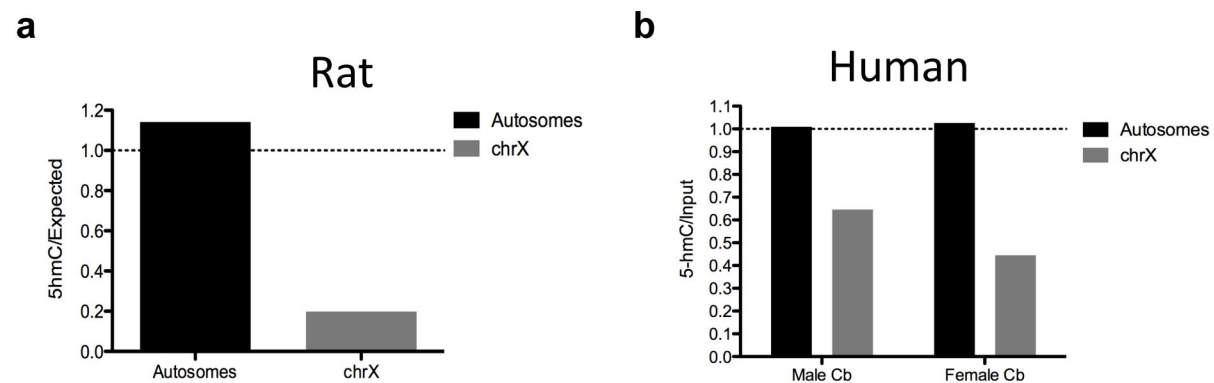 a
Rat
1.2
1.0
0.8
0.6
0.4
0.2
0.0
5hmC/Expected
Autosomes
chrX
Autosomes
chrX
b
Human
1.1
1.0
0.9
0.8
0.7
0.6
0.5
0.4
0.3
0.2
0.1
0.0
5-hmC/Input
Male Cb
Female Cb
Autosomes
chrX